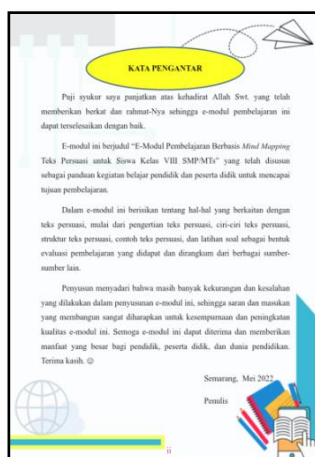 KATA PENGANTAR
Puji syukur saya panjatkan atas kehadirat Allah Swt. yang telah
memberikan berkat dan rahmat-Nya sehingga e-modul pembelajaran ini
dapat terselesaikan dengan baik.
E-modul ini berjudul “E-Modul Pembelajaran Berbasis Mind Mapping
Teks Persuasi untuk Siswa Kelas VIII SMP/MTs” yang telah disusun
sebagai panduan kegiatan belajar pendidik dan peserta didik untuk mencapai
tujuan pembelajaran.
Dalam e-modul ini berisikan tentang hal-hal yang berkaitan dengan
teks persuasi, mulai dari pengertian teks persuasi, ciri-ciri teks persuasi,
struktur teks persuasi, contoh teks persuasi, dan latihan soal sebagai bentuk
evaluasi pembelajaran yang didapat dan dirangkum dari berbagai sumber-
sumber lain.
Penyusun menyadari bahwa masih banyak kekurangan dan kesalahan
yang dilakukan dalam penyusunan e-modul ini, sehingga saran dan masukan
yang membangun sangat diharapkan untuk kesempurnaan dan peningkatan
kualitas e-modul ini. Semoga e-modul ini dapat diterima dan memberikan
manfaat yang besar bagi pendidik, peserta didik, dan dunia pendidikan.
Terima kasih. ☺
Semarang, Mei 2022
Penulis
ii